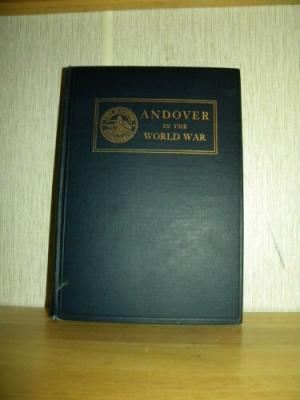 ANDOVER
IN THE
WORLD WAR